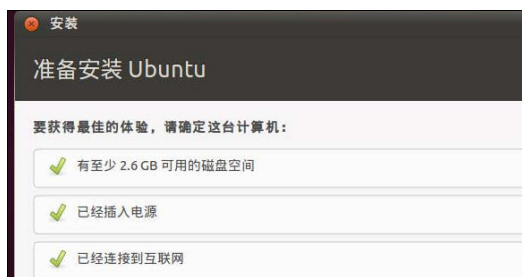 安装
准备安装 Ubuntu
要获得最佳的体验，请确定这台计算机：
有至少 2.6 GB 可用的磁盘空间
已经插入电源
已经连接到互联网